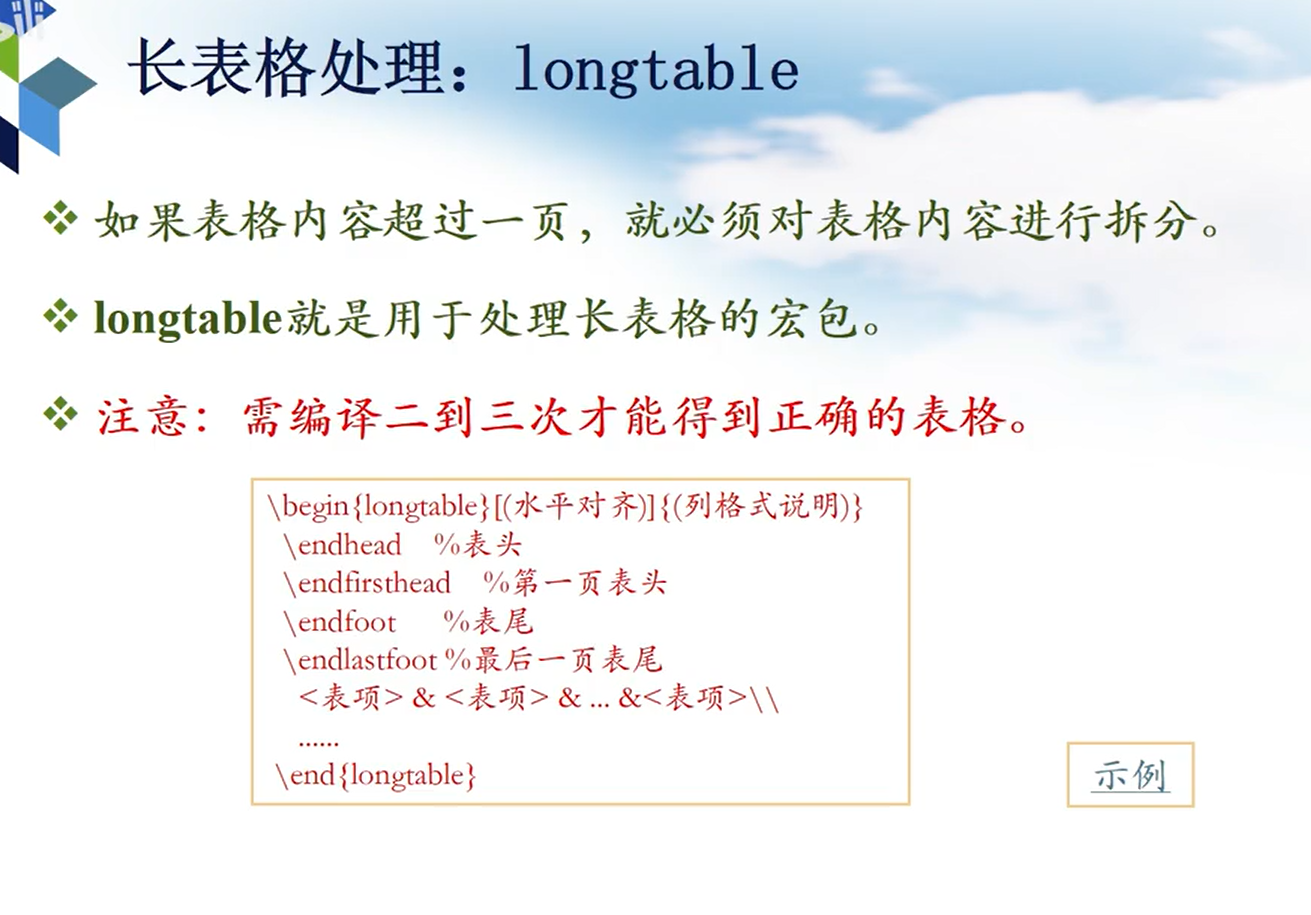 长表格处理：longtable
如果表格内容超过一页，就必须对表格内容进行拆分。
longtable就是用于处理长表格的宏包。
注意：需编译二到三次才能得到正确的表格。
\begin{longtable}[(水平对齐)]{(列格式说明)}
\endhead %表头
\endfirsthead %第一页表头
\endfoot %表尾
\endlastfoot %最后一页表尾
<表项> & <表项> & ... &<表项>\\
......
\end{longtable}
示例